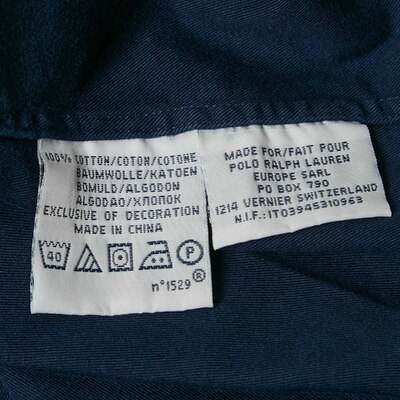 100% COTTON/COTON/COTONE
BAUMWOLLE/KATOEN
BOMULD/ALGODON
ALGODAO/ХЛОПОК
EXCLUSIVE OF DECORATION
MADE IN CHINA
40
P
n°1529®
MADE FOR/FAIT POUR
POLO RALPH LAUREN
EUROPE SARL
PO BOX 790
1214 VERNIER SWITZERLAND
N.I.F.:IT03945310963